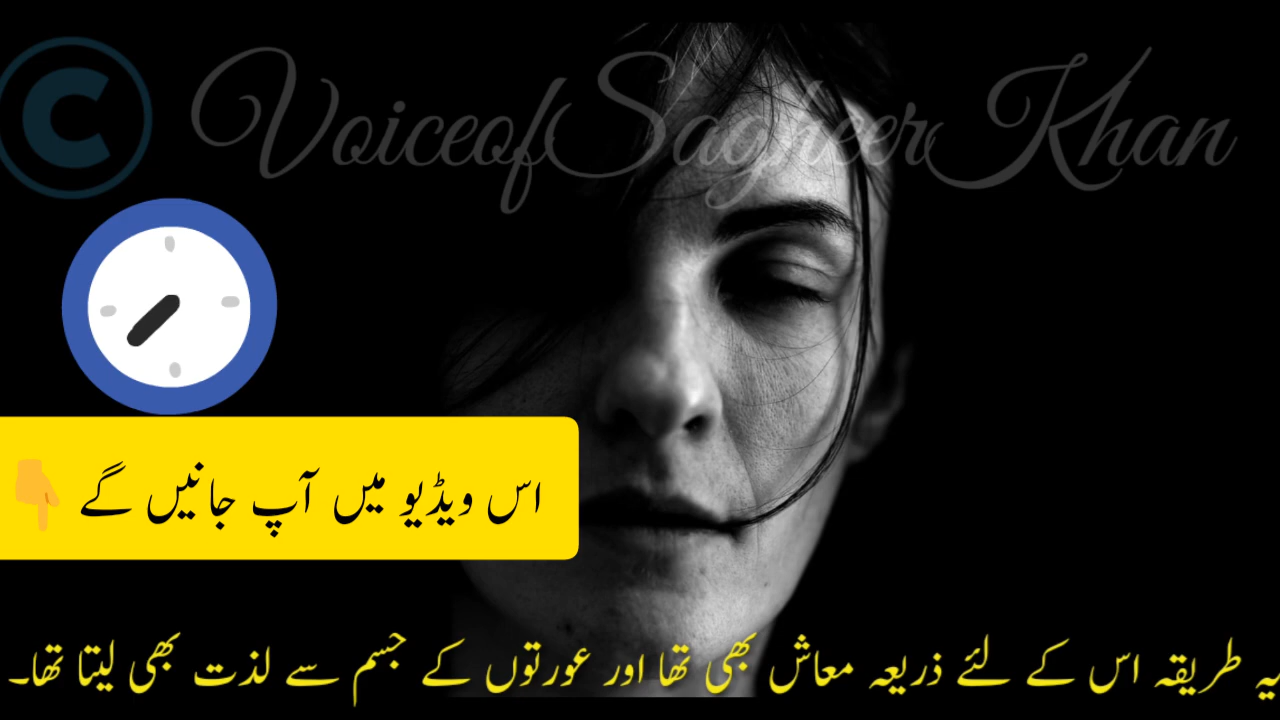 VoiceofSagheerKhan
اس ویڈیو میں آپ جانیں گے 👇
یہ طریقہ اس کے لئے ذریعہ معاش بھی تھا اور عورتوں کے جسم سے لذت بھی لیتا تھا۔